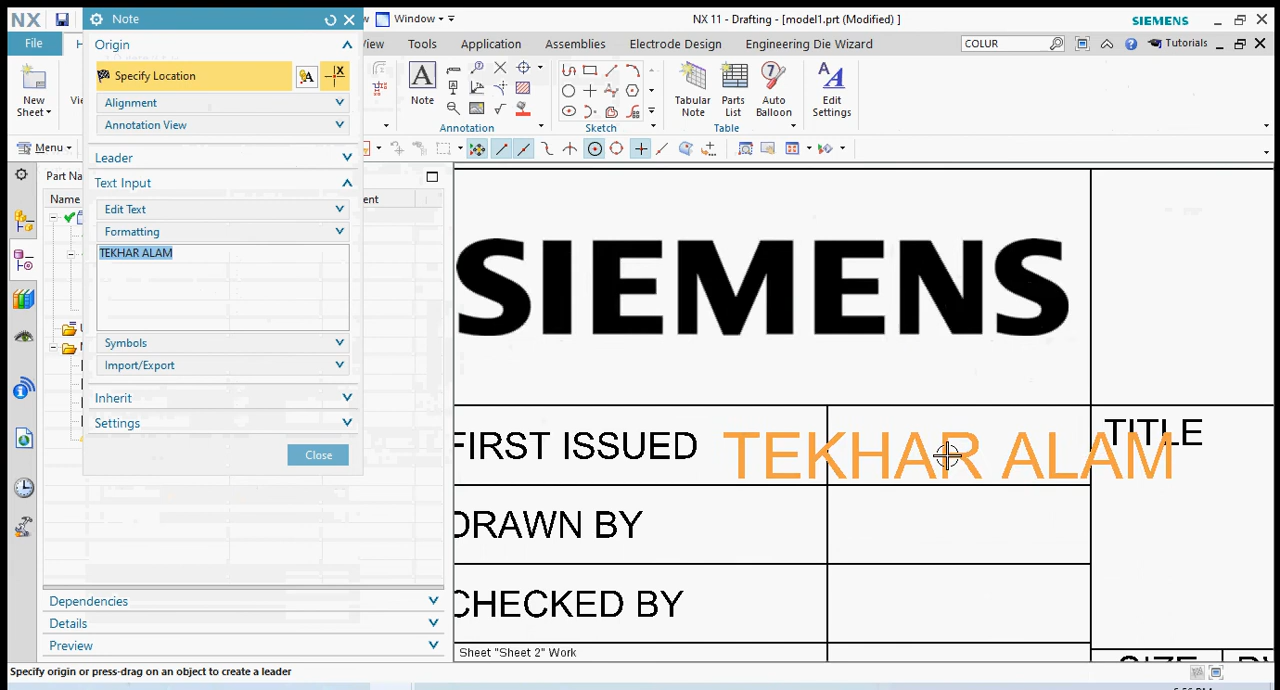 NX
Note
Window
NX 11 - Drafting - [model1.prt (Modified) ]
SIEMENS
File
Origin
View
Tools
Application
Assemblies
Electrode Design
Engineering Die Wizard
COLUR
Tutorials
New Sheet
Specify Location
Alignment
Annotation View
Leader
Text Input
Edit Text
Formatting
TEKHAR ALAM
Symbols
Import/Export
Inherit
Settings
Close
A
Note
Annotation
Sketch
Tabular Note
Parts List
Auto Balloon
Table
Edit Settings
Menu
Name
SIEMENS
FIRST ISSUED
TEKHAR ALAM
TITLE
DRAWN BY
CHECKED BY
Sheet "Sheet 2" Work
Dependencies
Details
Preview
Specify origin or press-drag on an object to create a leader